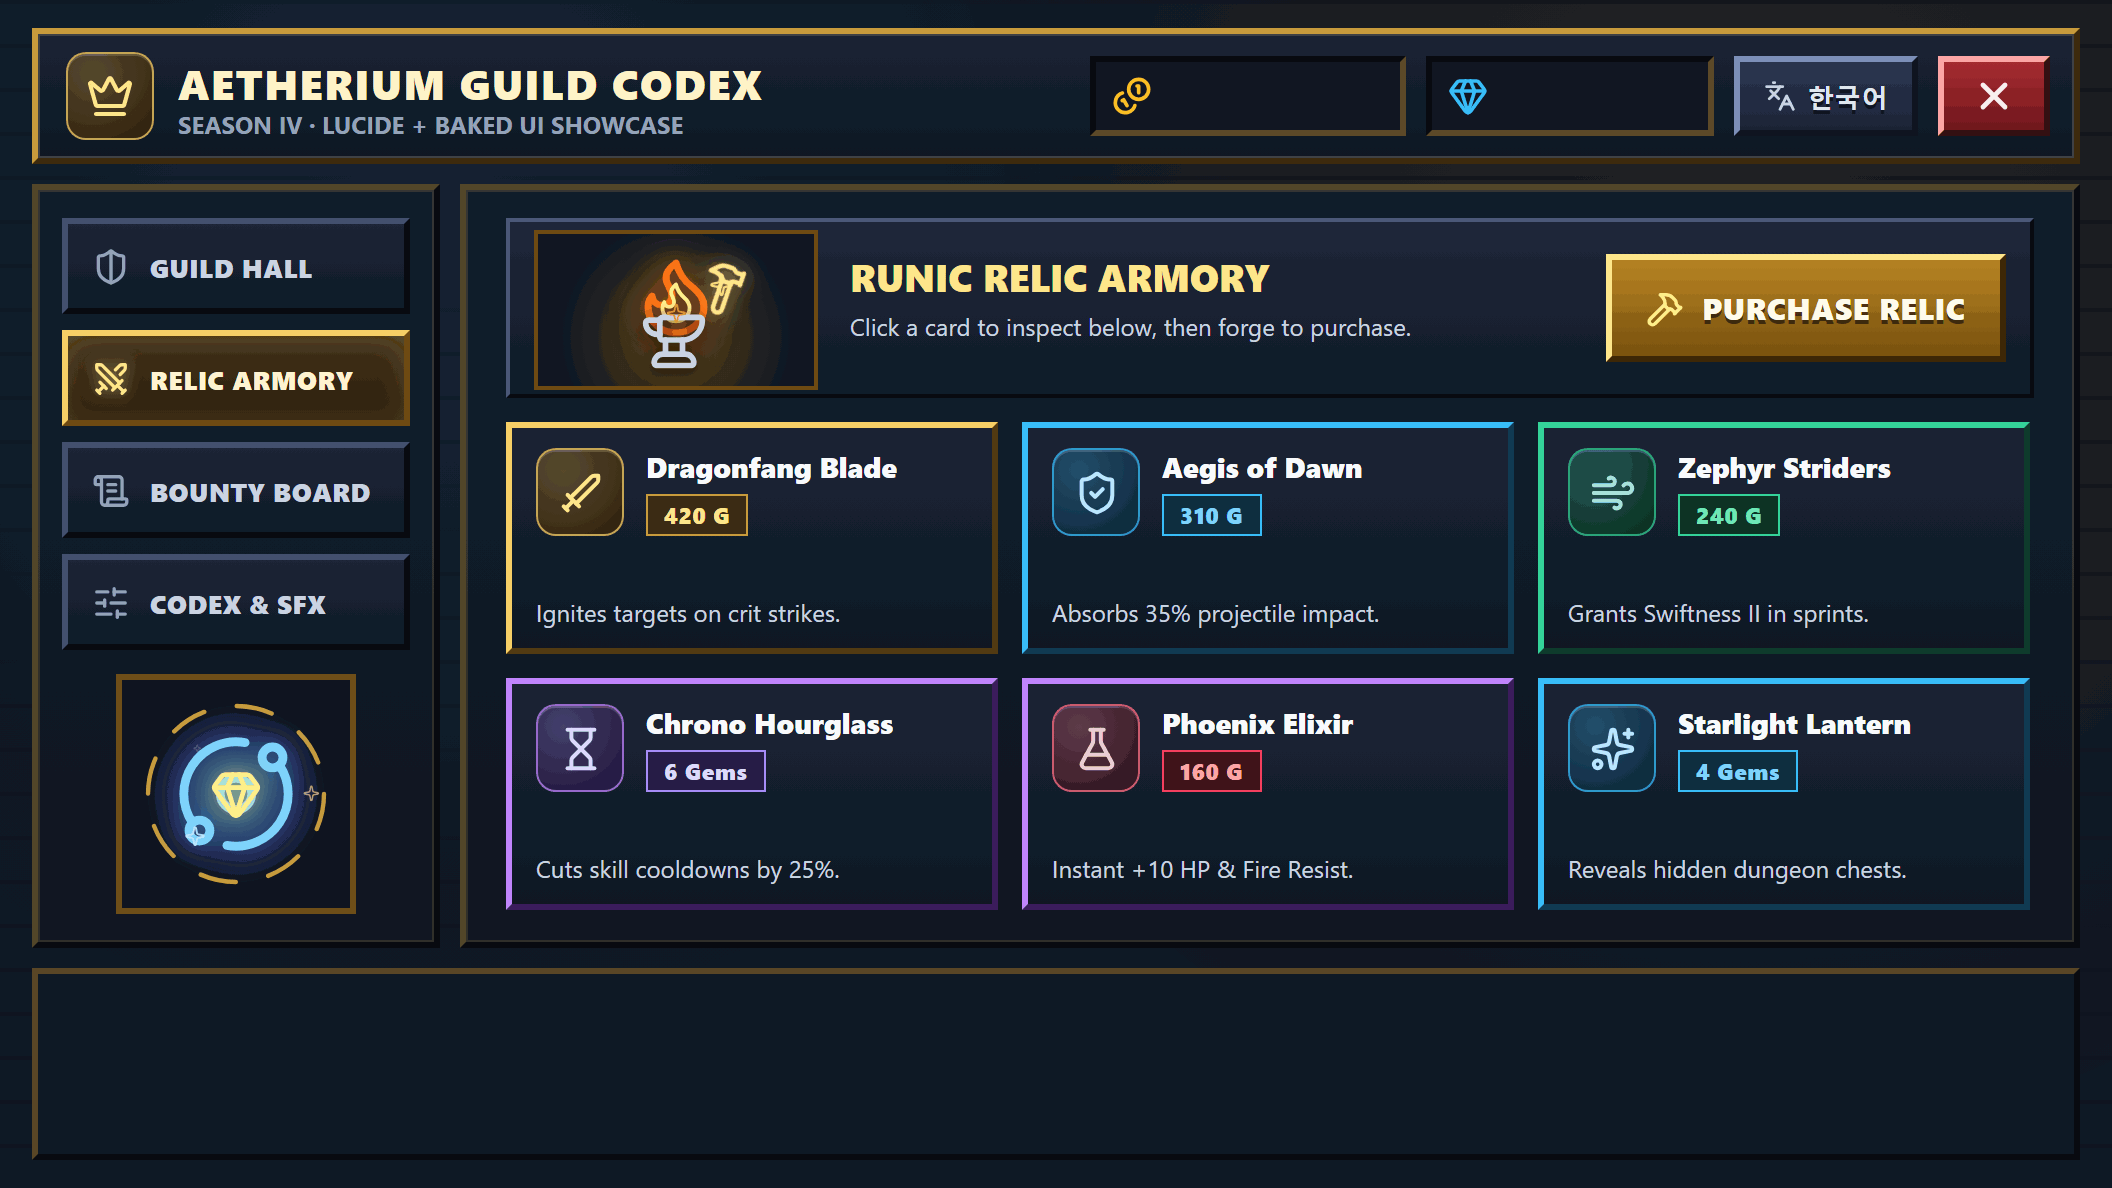 AETHERIUM GUILD CODEX
SEASON IV · LUCIDE + BAKED UI SHOWCASE
한국어
GUILD HALL
RELIC ARMORY
BOUNTY BOARD
CODEX & SFX
RUNIC RELIC ARMORY
Click a card to inspect below, then forge to purchase.
PURCHASE RELIC
Dragonfang Blade
420 G
Ignites targets on crit strikes.
Aegis of Dawn
310 G
Absorbs 35% projectile impact.
Zephyr Striders
240 G
Grants Swiftness II in sprints.
Chrono Hourglass
6 Gems
Cuts skill cooldowns by 25%.
Phoenix Elixir
160 G
Instant +10 HP & Fire Resist.
Starlight Lantern
4 Gems
Reveals hidden dungeon chests.